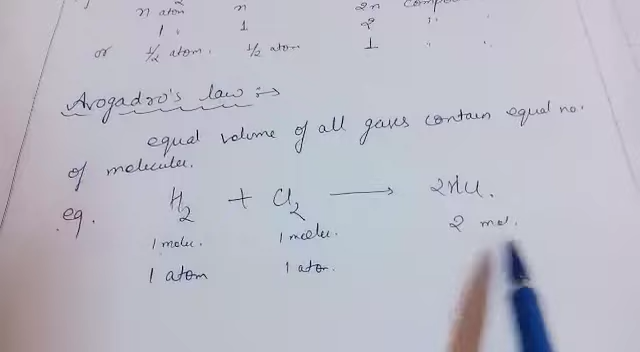 n atom n 2n
1 1 2 "
or 1/2 atom. 1/2 atom 1 " "
Avogadro's law :→
equal volume of all gases contain equal no.
of molecules.
eg. H2 + Cl2 → 2HCl.
1 molec. 1 molec. 2 mol.
1 atom 1 atom.